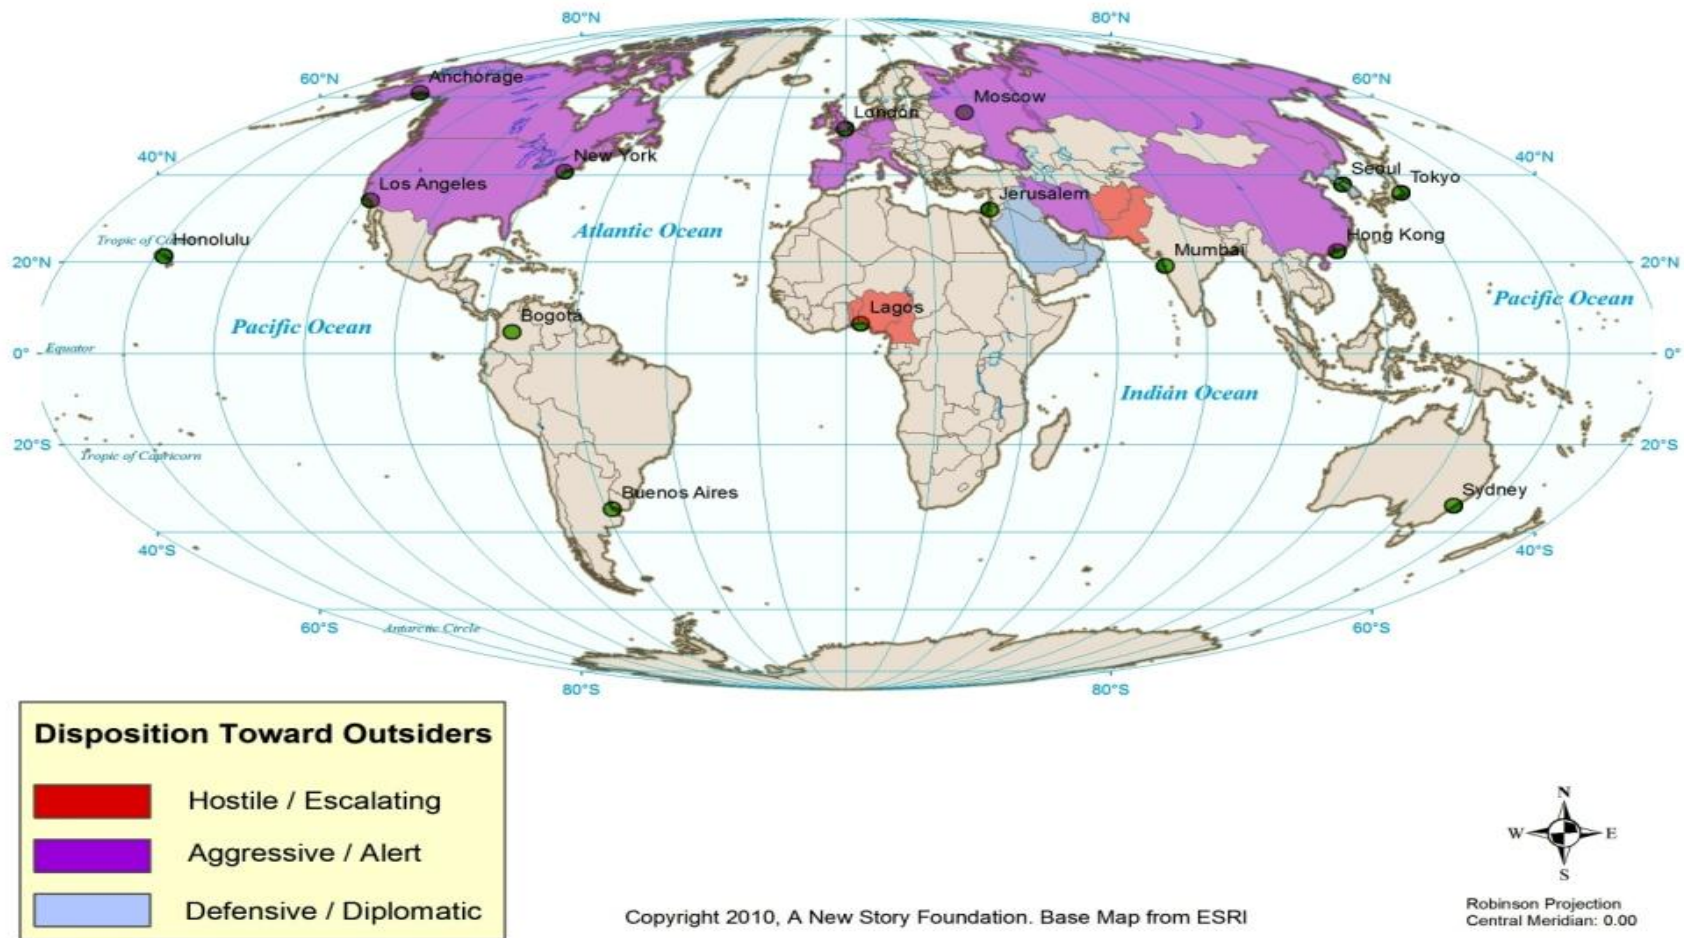 80°N
80°N
60°N
Anchorage
60°N
Moscow
London
40°N
New York
40°N
Seoul
Tokyo
Los Angeles
Jerusalem
Atlantic Ocean
Honolulu
Hong Kong
Mumbai
20°N
20°N
Pacific Ocean
Lagos
Bogotá
Pacific Ocean
Equator
0°
0°
Indian Ocean
20°S
20°S
Tropic of Capricorn
Buenos Aires
Sydney
40°S
40°S
60°S
Antarctic Circle
60°S
80°S
80°S
Disposition Toward Outsiders
Hostile / Escalating
Aggressive / Alert
Defensive / Diplomatic
N
W
E
S
Copyright 2010, A New Story Foundation. Base Map from ESRI
Robinson Projection
Central Meridian: 0.00